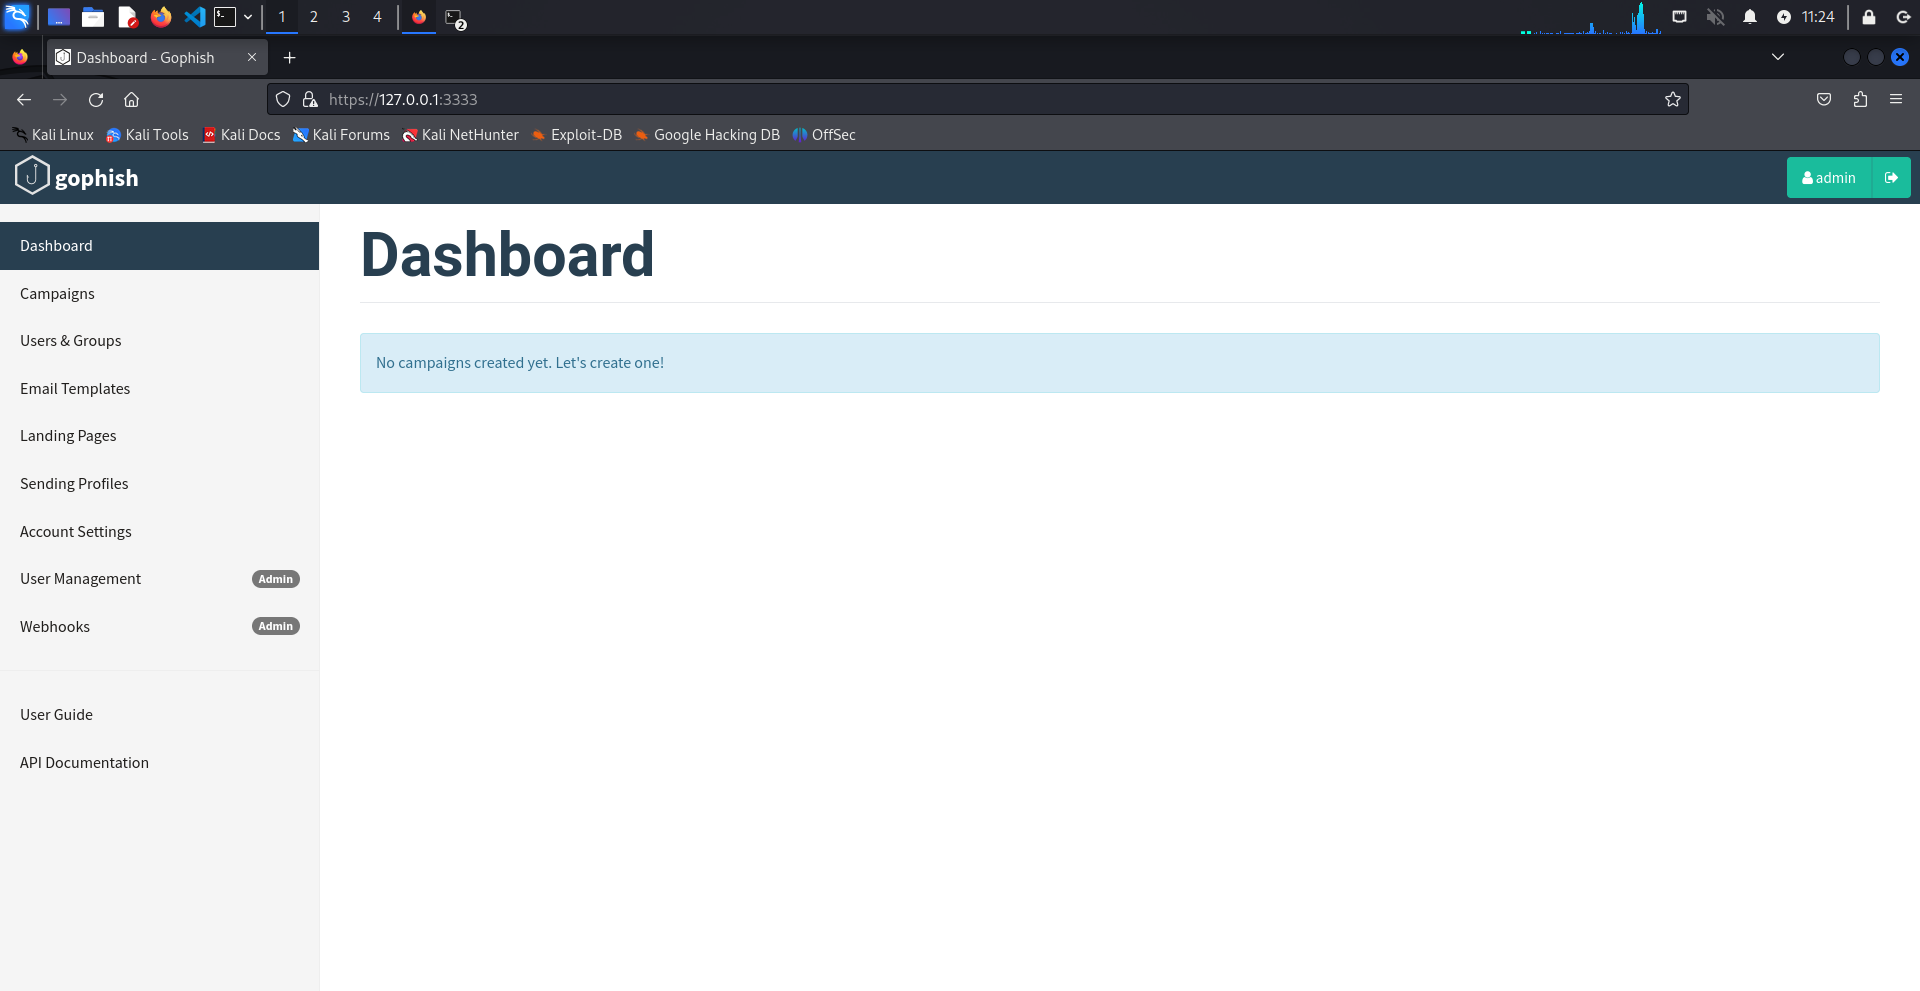 1 2 3 4 2 11:24
Dashboard - Gophish
https://127.0.0.1:3333
Kali Linux Kali Tools Kali Docs Kali Forums Kali NetHunter Exploit-DB Google Hacking DB OffSec
gophish admin
Dashboard
Campaigns
Users & Groups
Email Templates
Landing Pages
Sending Profiles
Account Settings
User Management Admin
Webhooks Admin
User Guide
API Documentation
Dashboard
No campaigns created yet. Let's create one!